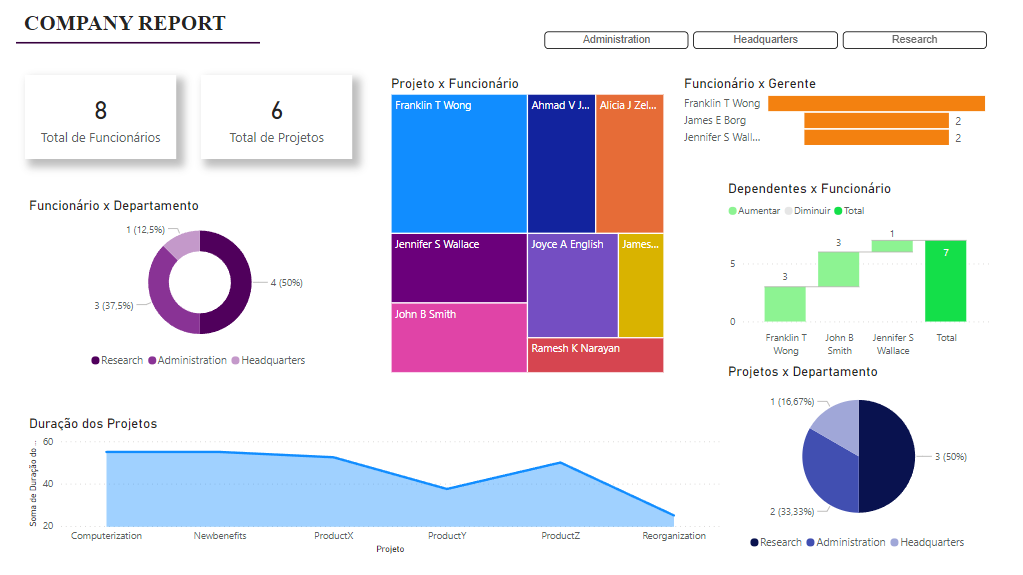 COMPANY REPORT
Administration
Headquarters
Research
8
Total de Funcionários
6
Total de Projetos
Funcionário x Departamento
1 (12,5%)
3 (37,5%)
4 (50%)
Research Administration Headquarters
Projeto x Funcionário
Franklin T Wong
Ahmad V J...
Alicia J Zel...
Jennifer S Wallace
Joyce A English
James...
John B Smith
Ramesh K Narayan
Funcionário x Gerente
Franklin T Wong
James E Borg 2
Jennifer S Wall... 2
Dependentes x Funcionário
Aumentar Diminuir Total
5
0
3
3
1
7
Franklin T
Wong
John B
Smith
Jennifer S
Wallace
Total
Projetos x Departamento
1 (16,67%)
2 (33,33%)
3 (50%)
Research Administration Headquarters
Duração dos Projetos
Soma de Duração do ...
60
40
20
Computerization Newbenefits ProductX ProductY ProductZ Reorganization
Projeto